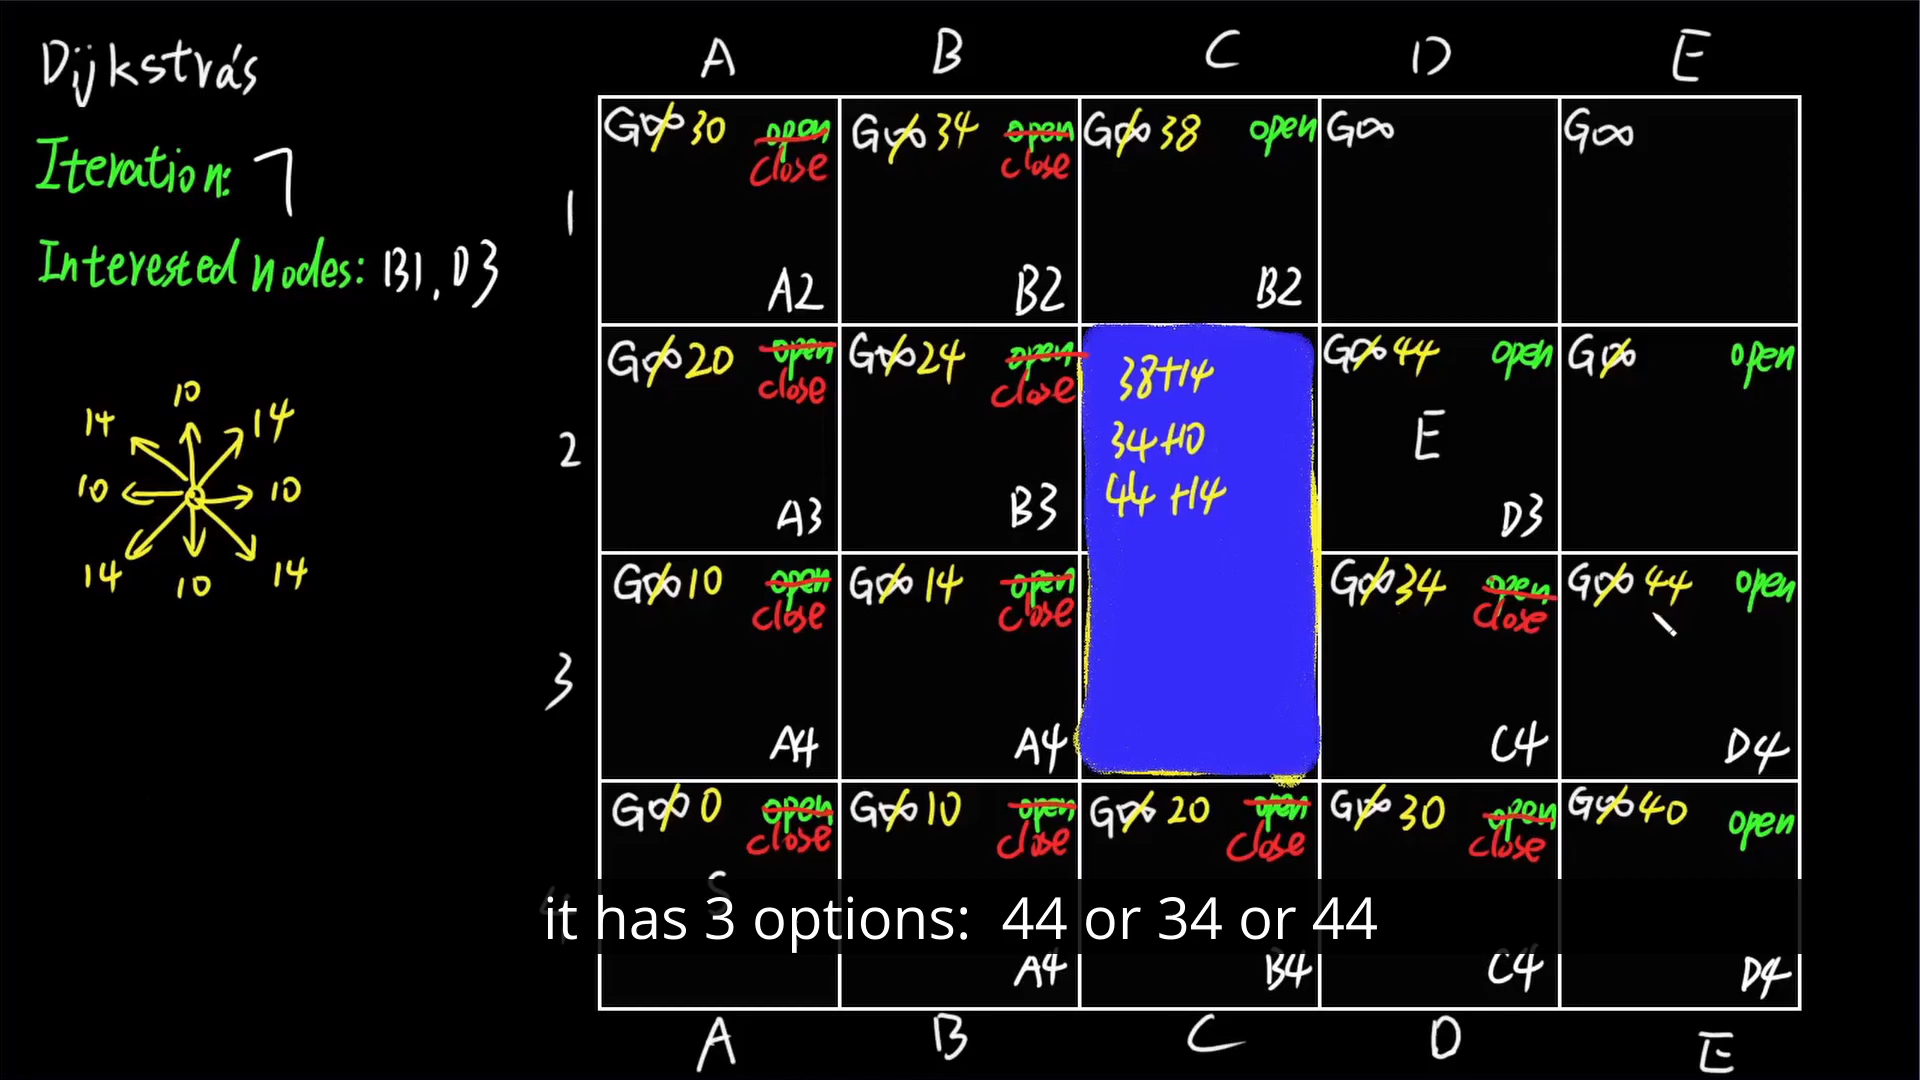 Dijkstra's
Iteration: 7
Interested nodes: B1, D3
10
14 14
10 10
14 10 14
A B C D E
1
G∞ 30 open close A2
G∞ 34 open close B2
G∞ 38 open B2
G∞
G∞
2
G∞ 20 open close A3
G∞ 24 open close B3
38+14
34+10
44+14
G∞ 44 open E D3
G∞ open
3
G∞ 10 open close A4
G∞ 14 open close A4
G∞ 34 open close C4
G∞ 44 open D4
G∞ 0 open close S
G∞ 10 open close A4
G∞ 20 open close B4
G∞ 30 open close C4
G∞ 40 open D4
it has 3 options: 44 or 34 or 44
A B C D E